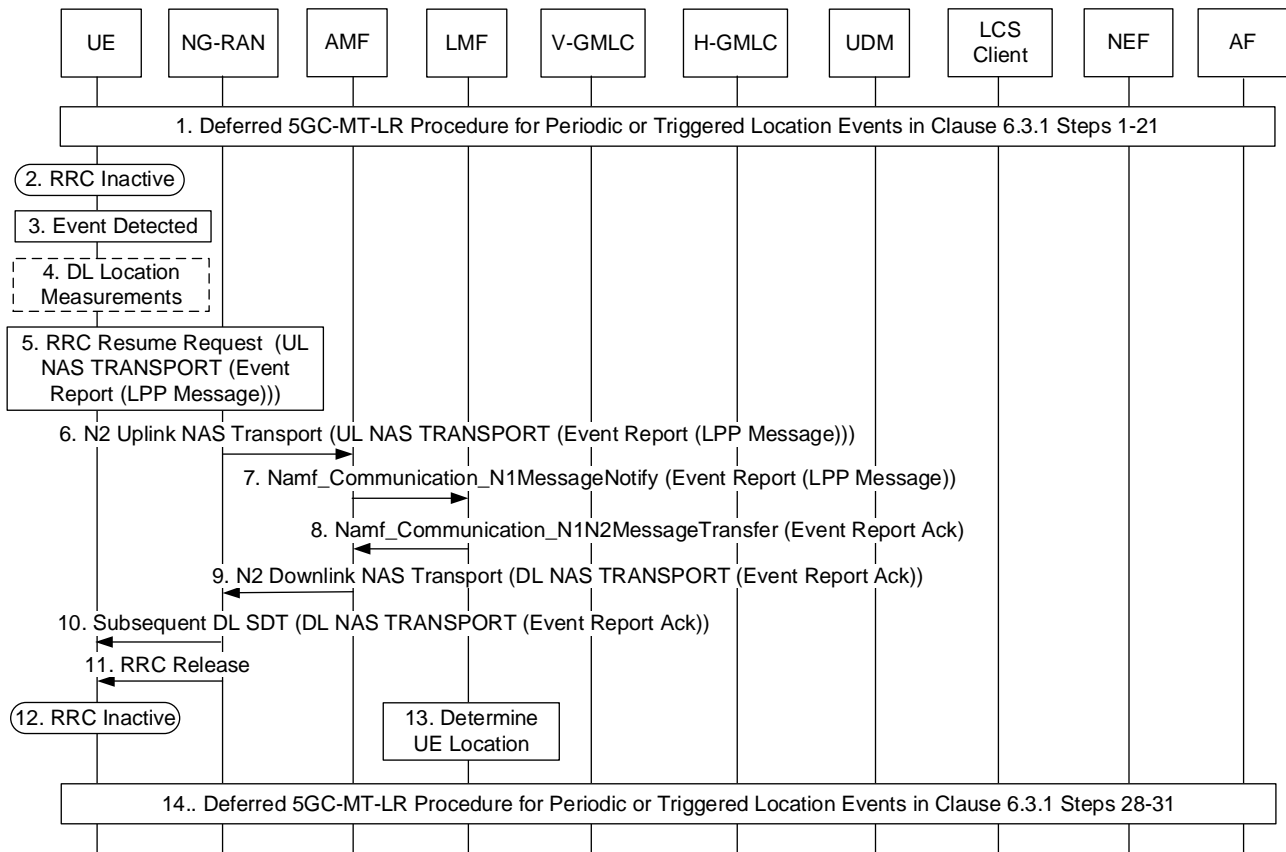 UE
NG-RAN
AMF
LMF
V-GMLC
H-GMLC
UDM
LCS
Client
NEF
AF
1. Deferred 5GC-MT-LR Procedure for Periodic or Triggered Location Events in Clause 6.3.1 Steps 1-21
2. RRC Inactive
3. Event Detected
4. DL Location
Measurements
5. RRC Resume Request (UL
NAS TRANSPORT (Event
Report (LPP Message)))
6. N2 Uplink NAS Transport (UL NAS TRANSPORT (Event Report (LPP Message)))
7. Namf_Communication_N1MessageNotify (Event Report (LPP Message))
8. Namf_Communication_N1N2MessageTransfer (Event Report Ack)
9. N2 Downlink NAS Transport (DL NAS TRANSPORT (Event Report Ack))
10. Subsequent DL SDT (DL NAS TRANSPORT (Event Report Ack))
11. RRC Release
12. RRC Inactive
13. Determine
UE Location
14.. Deferred 5GC-MT-LR Procedure for Periodic or Triggered Location Events in Clause 6.3.1 Steps 28-31